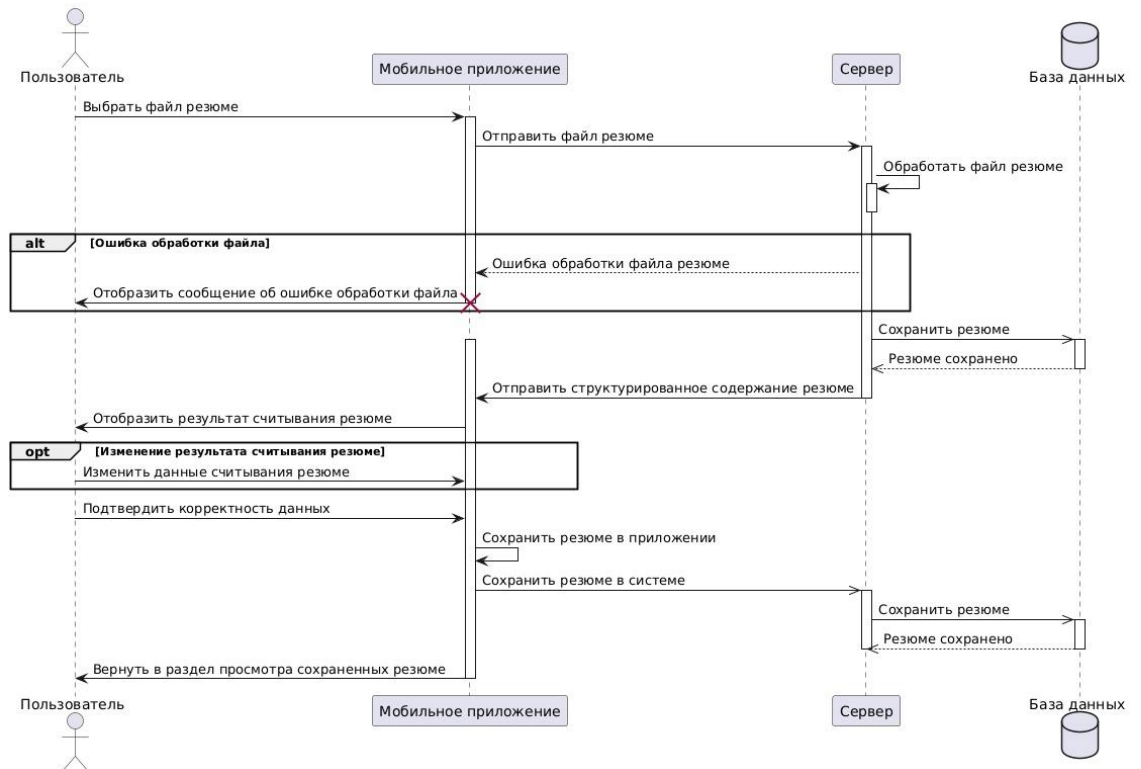 Пользователь
Мобильное приложение
Сервер
База данных
Выбрать файл резюме
Отправить файл резюме
Обработать файл резюме
alt [Ошибка обработки файла]
Ошибка обработки файла резюме
Отобразить сообщение об ошибке обработки файла
Сохранить резюме
Резюме сохранено
Отправить структурированное содержание резюме
Отобразить результат считывания резюме
opt [Изменение результата считывания резюме]
Изменить данные считывания резюме
Подтвердить корректность данных
Сохранить резюме в приложении
Сохранить резюме в системе
Сохранить резюме
Резюме сохранено
Вернуть в раздел просмотра сохраненных резюме
Пользователь
Мобильное приложение
Сервер
База данных